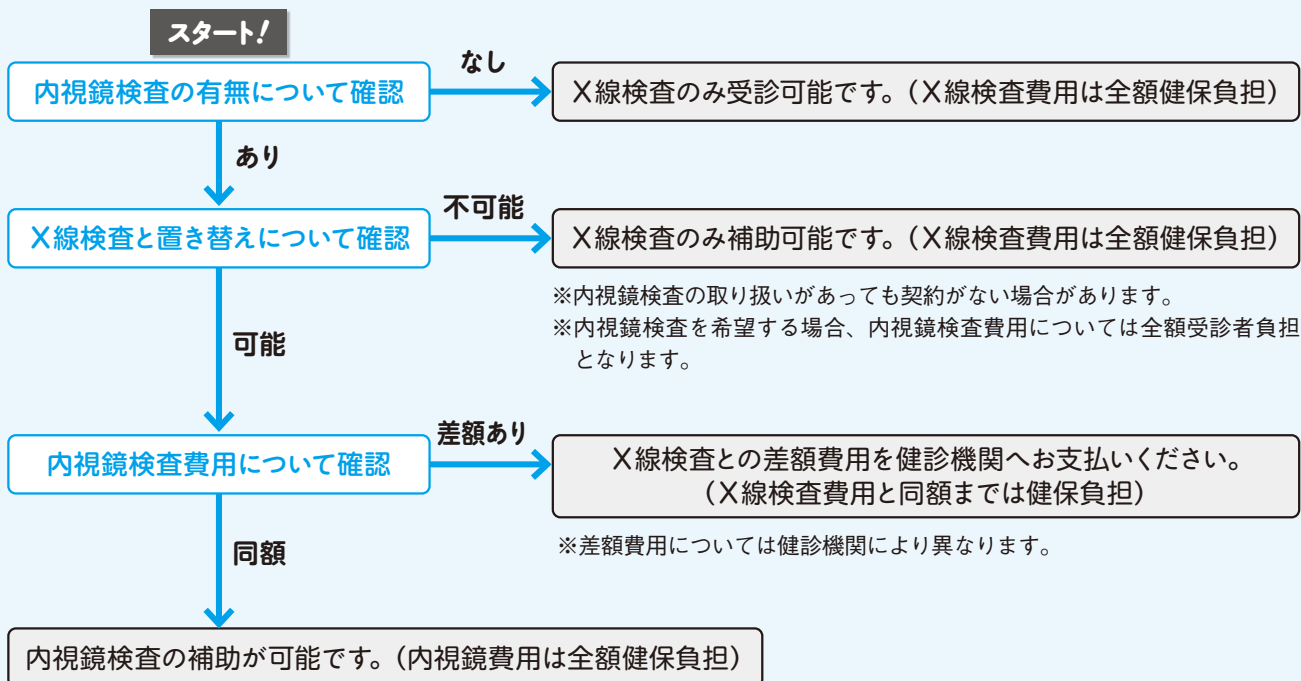 スタート!
内視鏡検査の有無について確認
なし
X線検査のみ受診可能です。(X線検査費用は全額健保負担)
あり
X線検査と置き替えについて確認
不可能
X線検査のみ補助可能です。(X線検査費用は全額健保負担)
※内視鏡検査の取り扱いがあっても契約がない場合があります。
※内視鏡検査を希望する場合、内視鏡検査費用については全額受診者負担
となります。
可能
内視鏡検査費用について確認
差額あり
X線検査との差額費用を健診機関へお支払いください。
(X線検査費用と同額までは健保負担)
※差額費用については健診機関により異なります。
同額
内視鏡検査の補助が可能です。(内視鏡費用は全額健保負担)